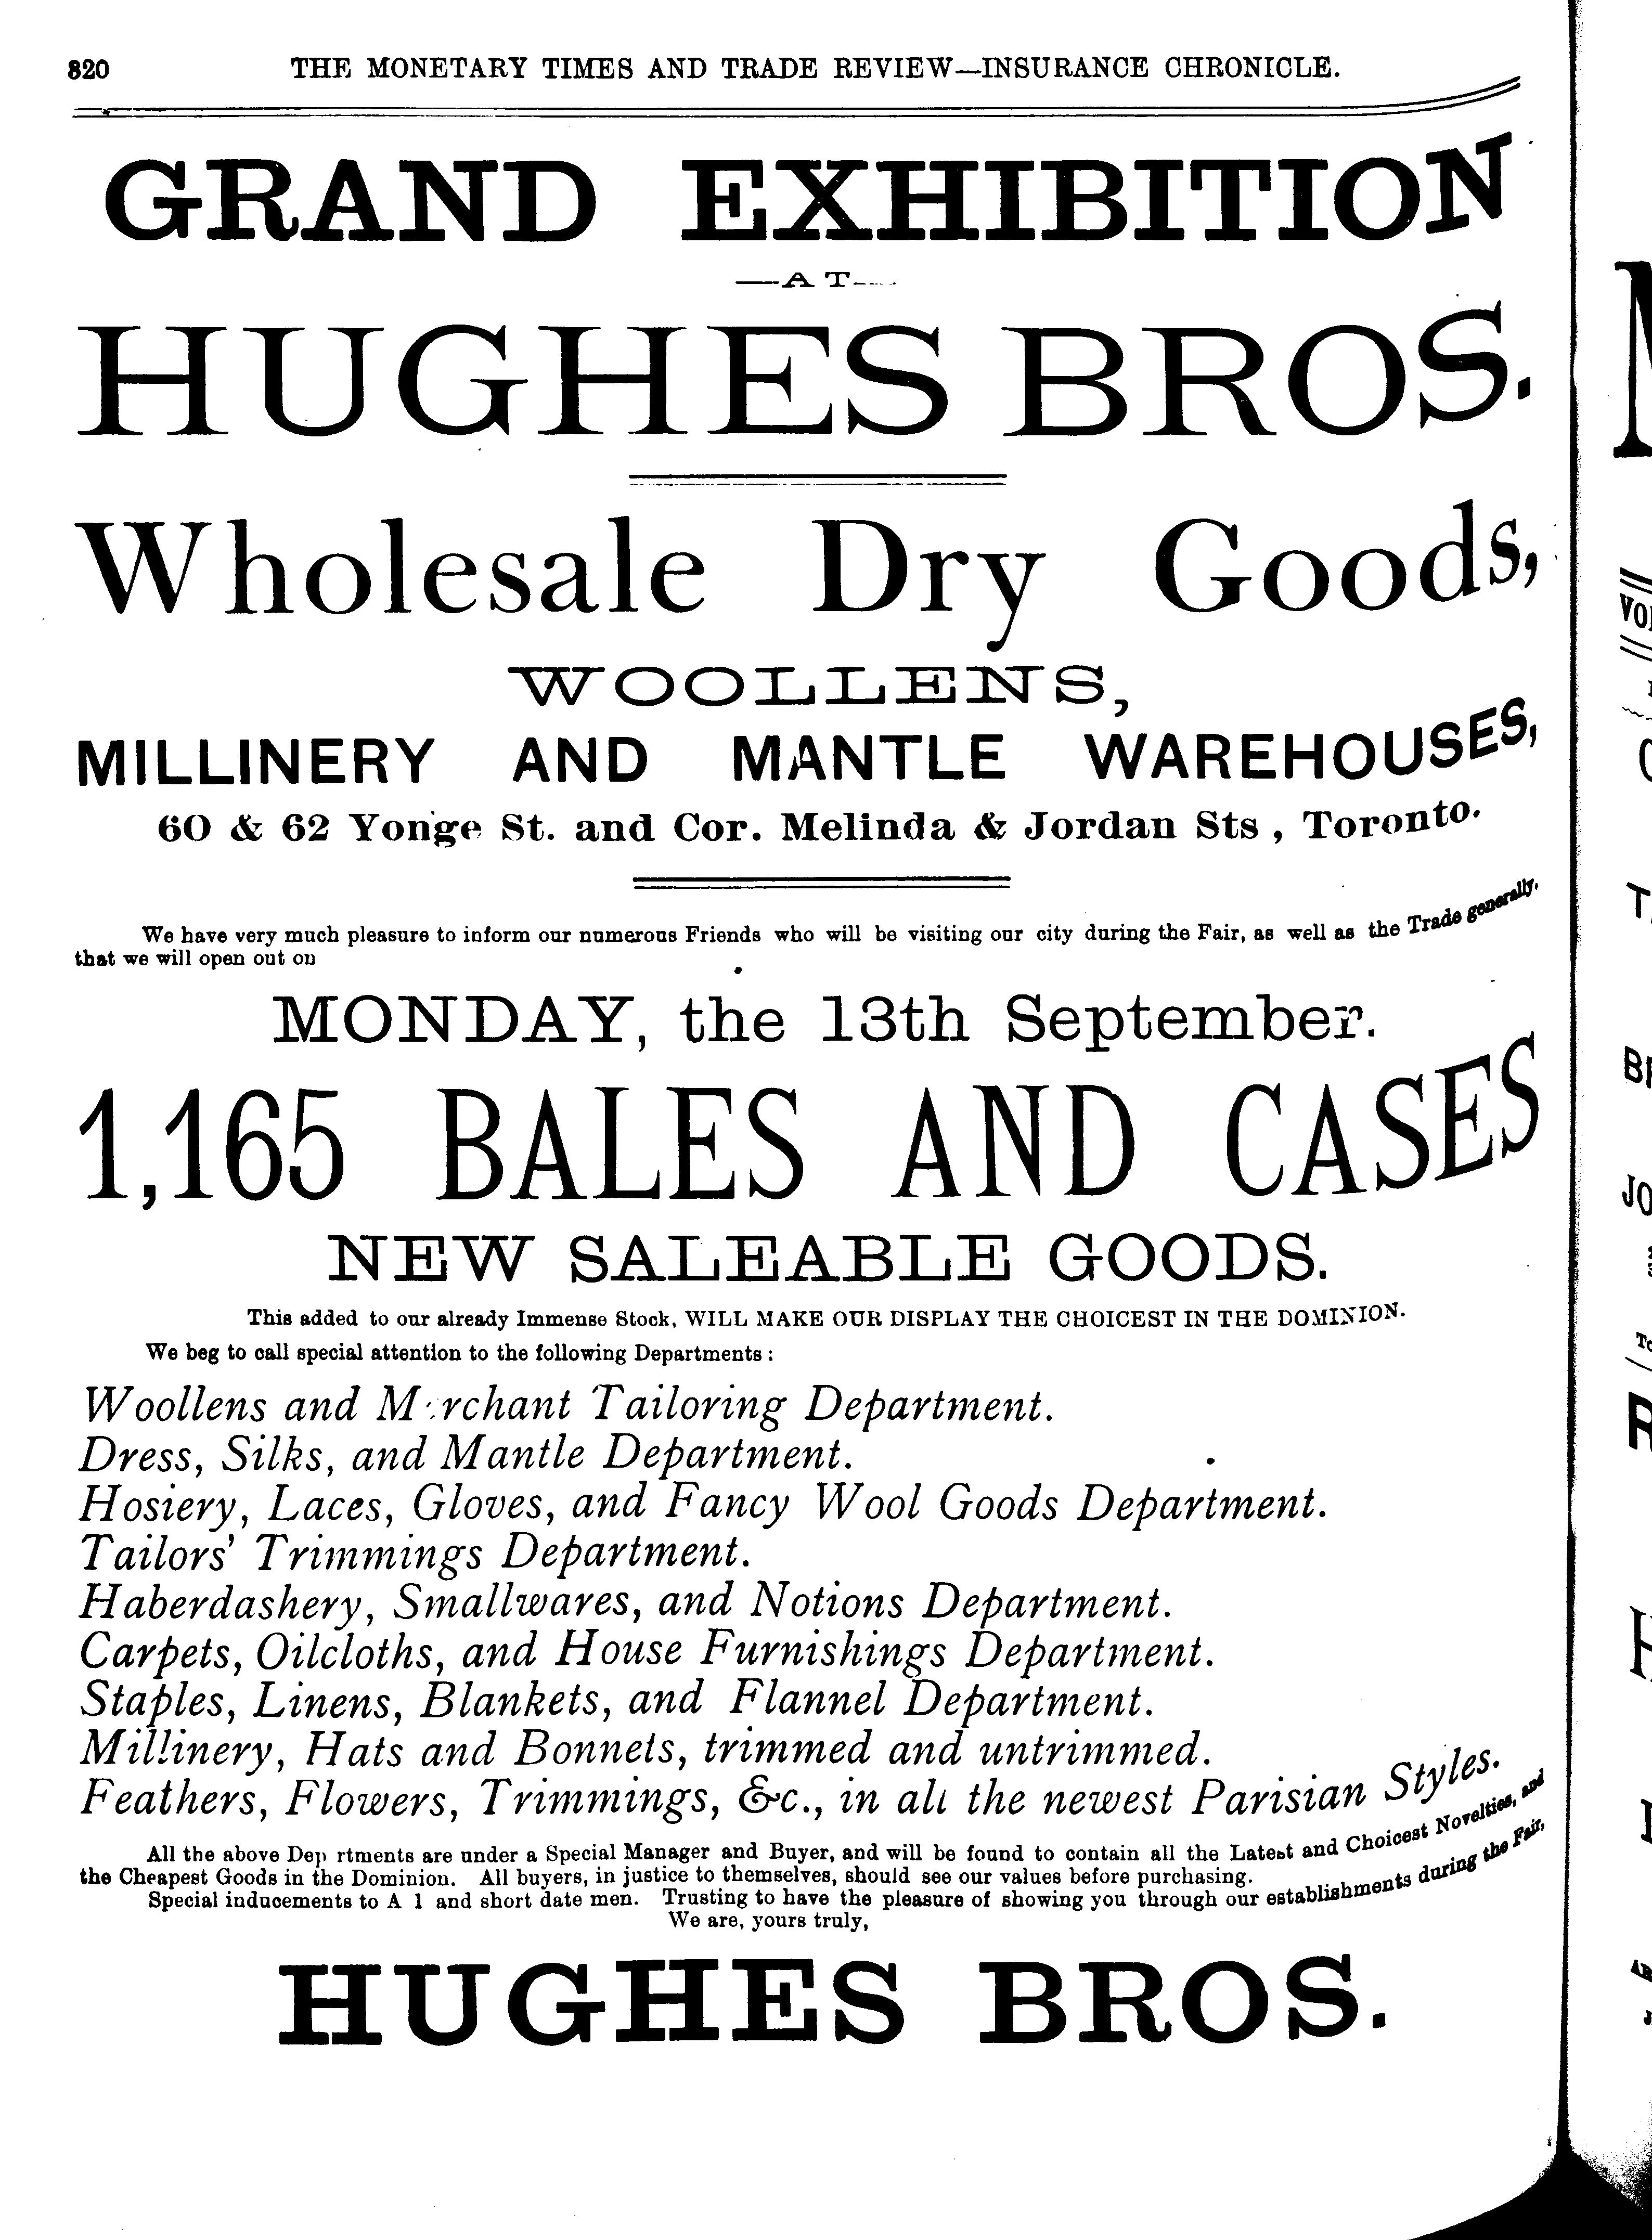 320 THE MONETARY TIMES AND TRADE REVIEW—INSURANCE CHRONICLE.
GRAND EXHIBITION
—AT—
HUGHES BROS.
Wholesale Dry Goods,
WOOLLENS,
MILLINERY AND MANTLE WAREHOUSES,
60 & 62 Yonge St. and Cor. Melinda & Jordan Sts , Toronto.
We have very much pleasure to inform our numerous Friends who will be visiting our city during the Fair, as well as the Trade generally,
that we will open out on
MONDAY, the 13th September.
1,165 BALES AND CASES
NEW SALEABLE GOODS.
This added to our already Immense Stock, WILL MAKE OUR DISPLAY THE CHOICEST IN THE DOMINION.
We beg to call special attention to the following Departments:
Woollens and Merchant Tailoring Department.
Dress, Silks, and Mantle Department.
Hosiery, Laces, Gloves, and Fancy Wool Goods Department.
Tailors' Trimmings Department.
Haberdashery, Smallwares, and Notions Department.
Carpets, Oilcloths, and House Furnishings Department.
Staples, Linens, Blankets, and Flannel Department.
Millinery, Hats and Bonnets, trimmed and untrimmed.
Feathers, Flowers, Trimmings, &c., in all the newest Parisian Styles.
All the above Dep rtments are under a Special Manager and Buyer, and will be found to contain all the Latest and Choicest Novelties, and
the Cheapest Goods in the Dominion. All buyers, in justice to themselves, should see our values before purchasing.
Special inducements to A 1 and short date men. Trusting to have the pleasure of showing you through our establishments during the Fair,
We are, yours truly,
HUGHES BROS.